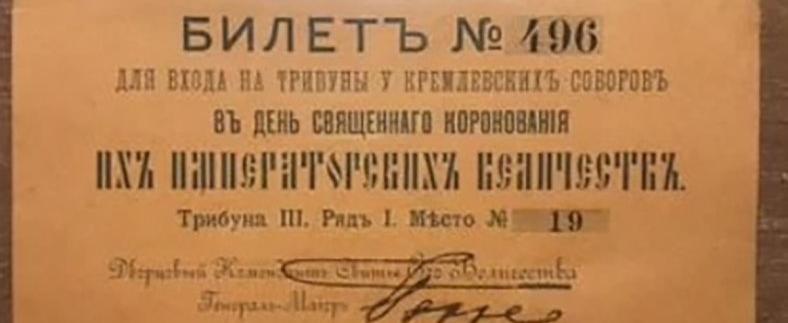 БИЛЕТЪ № 496
ДЛЯ ВХОДА НА ТРИБУНЫ У КРЕМЛЕВСКИХЪ СОБОРОВЪ
ВЪ ДЕНЬ СВЯЩЕННАГО КОРОНОВАНІЯ
ИХЪ ИМПЕРАТОРСКИХЪ ВЕЛИЧЕСТВЪ.
Трибуна III. Рядъ I. Мѣсто № 19
Дворцовый Комендантъ Свиты Его Величества
Генералъ-Маіоръ